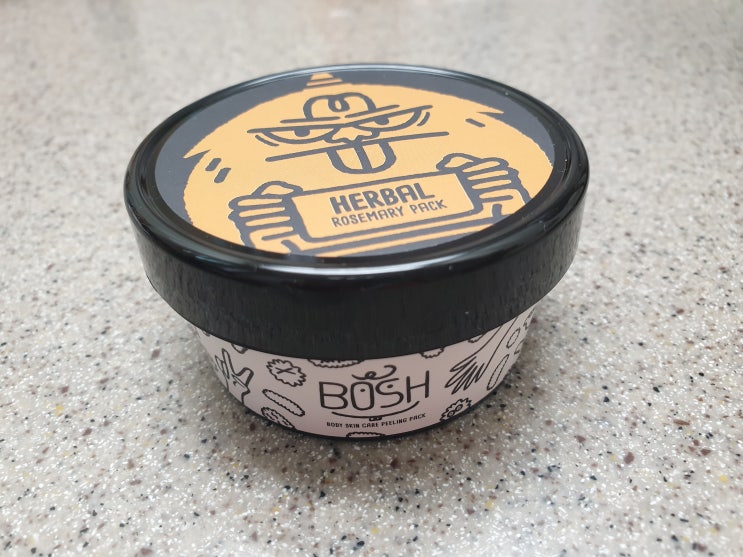 HERBAL
ROSEMARY PACK
BOSH
BODY SKIN CARE PEELING PACK